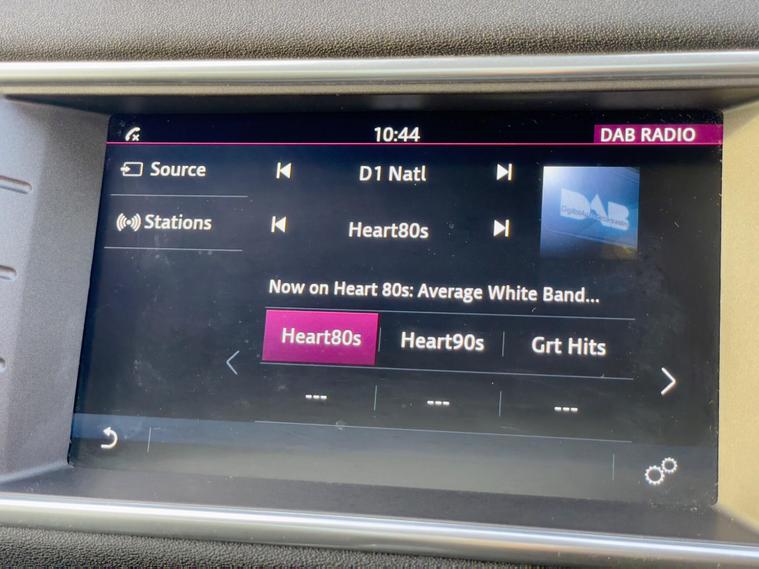 10:44 DAB RADIO
Source D1 Natl
Stations Heart80s
DAB
Now on Heart 80s: Average White Band...
Heart80s Heart90s Grt Hits
--- --- ---